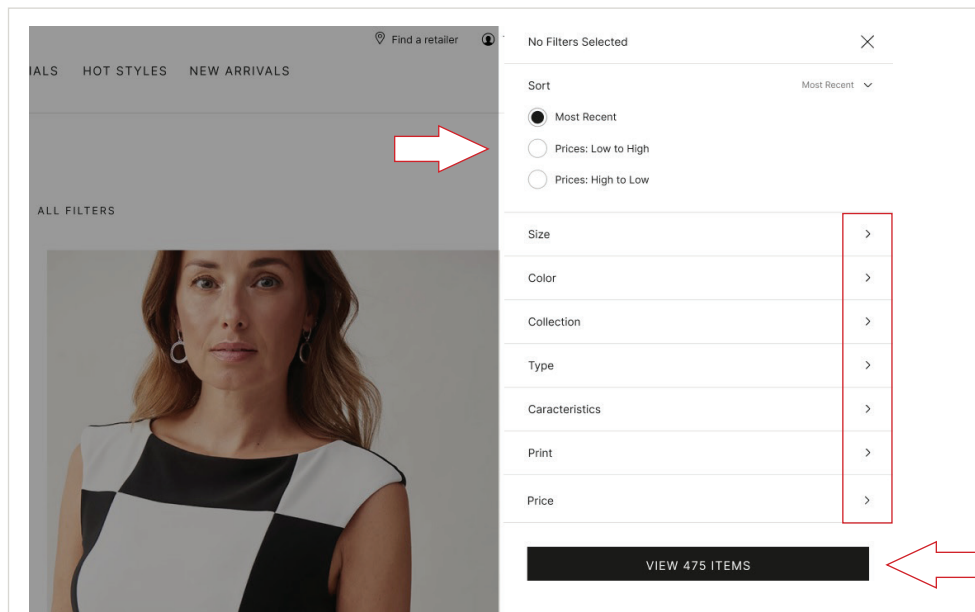 Find a retailer
IALS HOT STYLES NEW ARRIVALS
ALL FILTERS
No Filters Selected
Sort Most Recent
Most Recent
Prices: Low to High
Prices: High to Low
Size
Color
Collection
Type
Caracteristics
Print
Price
VIEW 475 ITEMS